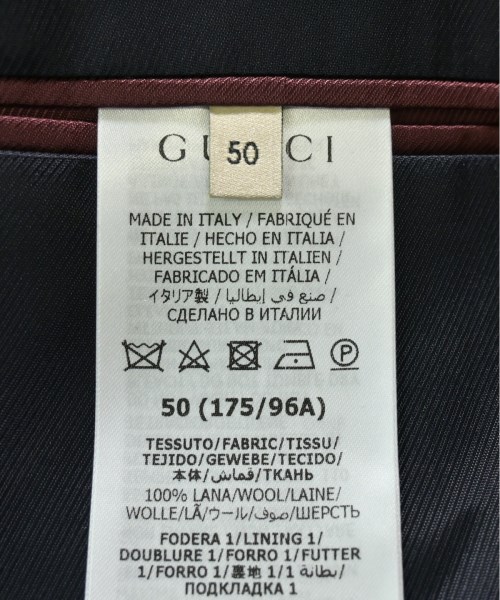 GUCCI
50
MADE IN ITALY / FABRIQUÉ EN
ITALIE / HECHO EN ITALIA /
HERGESTELLT IN ITALIEN /
FABRICADO EM ITÁLIA /
イタリア製 / صنع في إيطاليا /
СДЕЛАНО В ИТАЛИИ
P
50 (175/96A)
TESSUTO/FABRIC/TISSU/
TEJIDO/GEWEBE/TECIDO/
本体/قماش/ТКАНЬ
100% LANA/WOOL/LAINE/
WOLLE/LÃ/ウール/صوف/ШЕРСТЬ
FODERA 1/LINING 1/
DOUBLURE 1/FORRO 1/FUTTER
1/FORRO 1/裏地 1/بطانة 1/
ПОДКЛАДКА 1